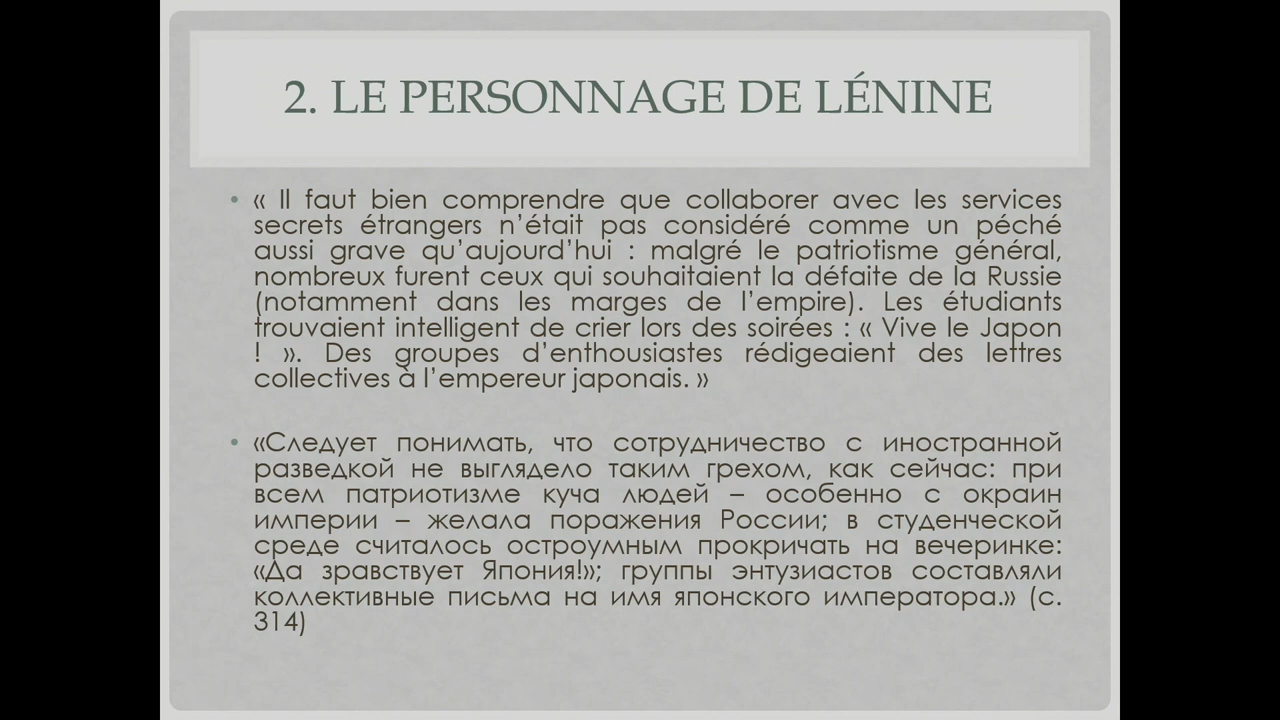 2. LE PERSONNAGE DE LÉNINE
• « Il faut bien comprendre que collaborer avec les services
secrets étrangers n’était pas considéré comme un péché
aussi grave qu’aujourd’hui : malgré le patriotisme général,
nombreux furent ceux qui souhaitaient la défaite de la Russie
(notamment dans les marges de l’empire). Les étudiants
trouvaient intelligent de crier lors des soirées : « Vive le Japon
! ». Des groupes d’enthousiastes rédigeaient des lettres
collectives à l’empereur japonais. »
• «Следует понимать, что сотрудничество с иностранной
разведкой не выглядело таким грехом, как сейчас: при
всем патриотизме куча людей – особенно с окраин
империи – желала поражения России; в студенческой
среде считалось остроумным прокричать на вечеринке:
«Да зравствует Япония!»; группы энтузиастов составляли
коллективные письма на имя японского императора.» (с.
314)